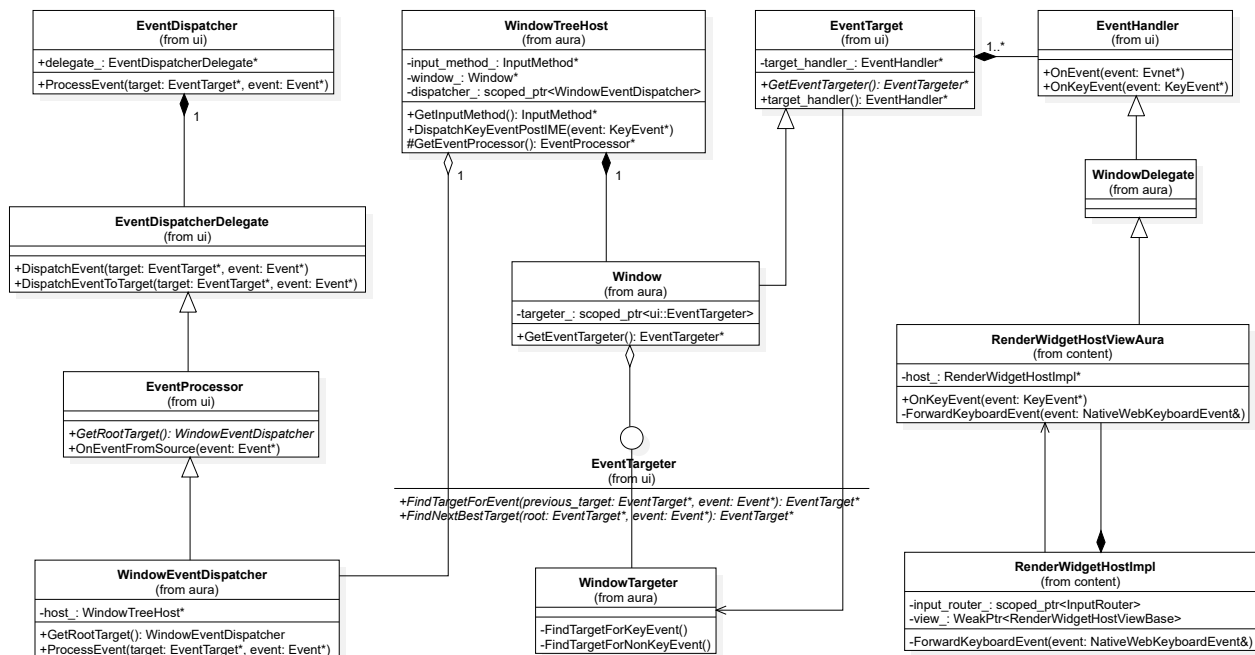 EventDispatcher
(from ui)
+delegate_: EventDispatcherDelegate*
+ProcessEvent(target: EventTarget*, event: Event*)
1
WindowTreeHost
(from aura)
-input_method_: InputMethod*
-window_: Window*
-dispatcher_: scoped_ptr<WindowEventDispatcher>
+GetInputMethod(): InputMethod*
+DispatchKeyEventPostIME(event: KeyEvent*)
#GetEventProcessor(): EventProcessor*
1
1
EventTarget
(from ui)
-target_handler_: EventHandler*
+GetEventTargeter(): EventTargeter*
+target_handler(): EventHandler*
1..*
EventHandler
(from ui)
+OnEvent(event: Evnet*)
+OnKeyEvent(event: KeyEvent*)
WindowDelegate
(from aura)
EventDispatcherDelegate
(from ui)
+DispatchEvent(target: EventTarget*, event: Event*)
+DispatchEventToTarget(target: EventTarget*, event: Event*)
Window
(from aura)
-targeter_: scoped_ptr<ui::EventTargeter>
+GetEventTargeter(): EventTargeter*
RenderWidgetHostViewAura
(from content)
-host_: RenderWidgetHostImpl*
+OnKeyEvent(event: KeyEvent*)
-ForwardKeyboardEvent(event: NativeWebKeyboardEvent&)
EventProcessor
(from ui)
+GetRootTarget(): WindowEventDispatcher
+OnEventFromSource(event: Event*)
EventTargeter
(from ui)
+FindTargetForEvent(previous_target: EventTarget*, event: Event*): EventTarget*
+FindNextBestTarget(root: EventTarget*, event: Event*): EventTarget*
WindowEventDispatcher
(from aura)
-host_: WindowTreeHost*
+GetRootTarget(): WindowEventDispatcher
+ProcessEvent(target: EventTarget*, event: Event*)
WindowTargeter
(from aura)
-FindTargetForKeyEvent()
-FindTargetForNonKeyEvent()
RenderWidgetHostImpl
(from content)
-input_router_: scoped_ptr<InputRouter>
-view_: WeakPtr<RenderWidgetHostViewBase>
-ForwardKeyboardEvent(event: NativeWebKeyboardEvent&)